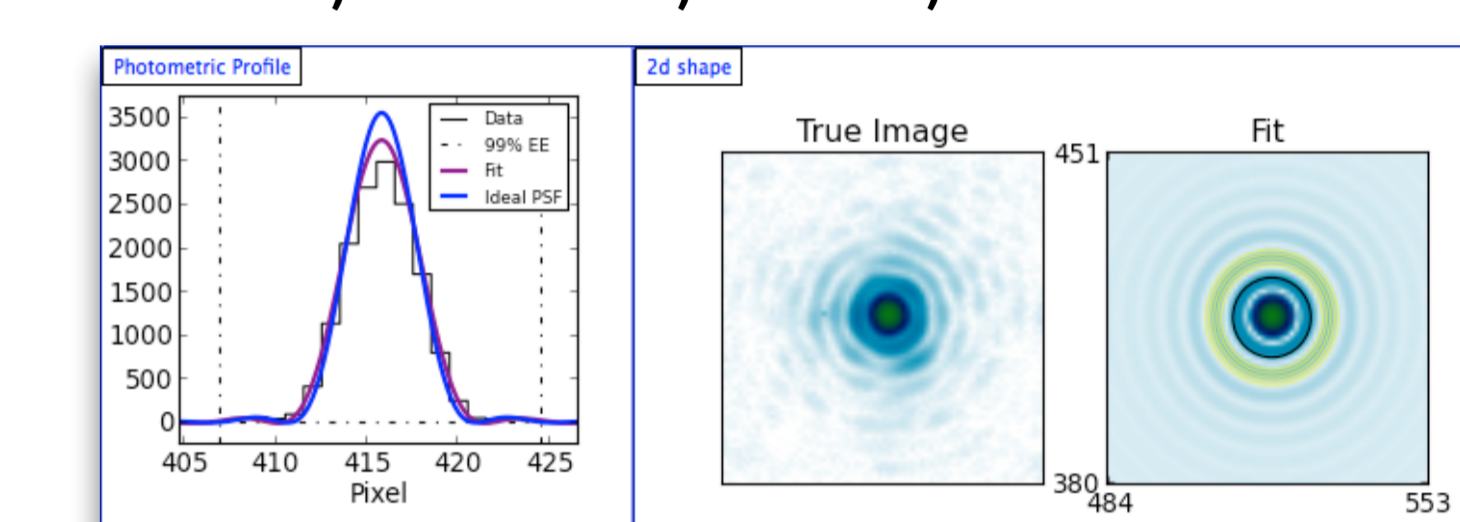 Photometric Profile
3500
3000
2500
2000
1500
1000
500
0
405 410 415 420 425
Pixel
Data
99% EE
Fit
Ideal PSF
2d shape
True Image
Fit
451
380
484 553